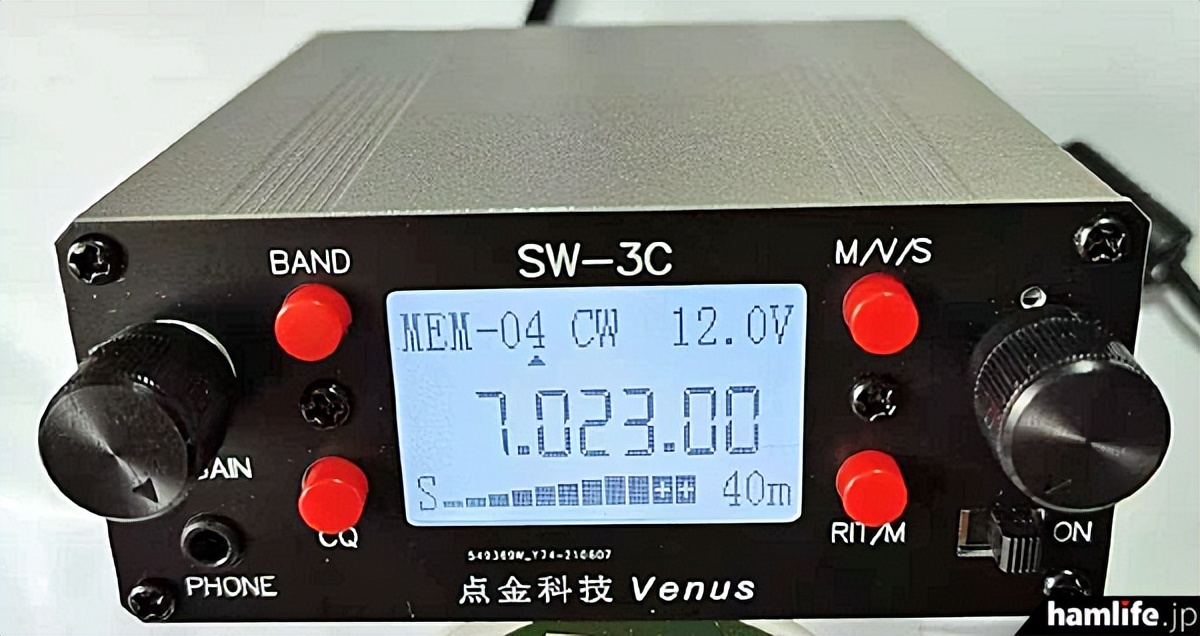 SW-3C
BAND
M/V/S
MEM-04 CW 12.0V
7.023.00
S 40m
GAIN
CQ
RIT/M
ON
PHONE
点金科技 Venus
hamlife.jp